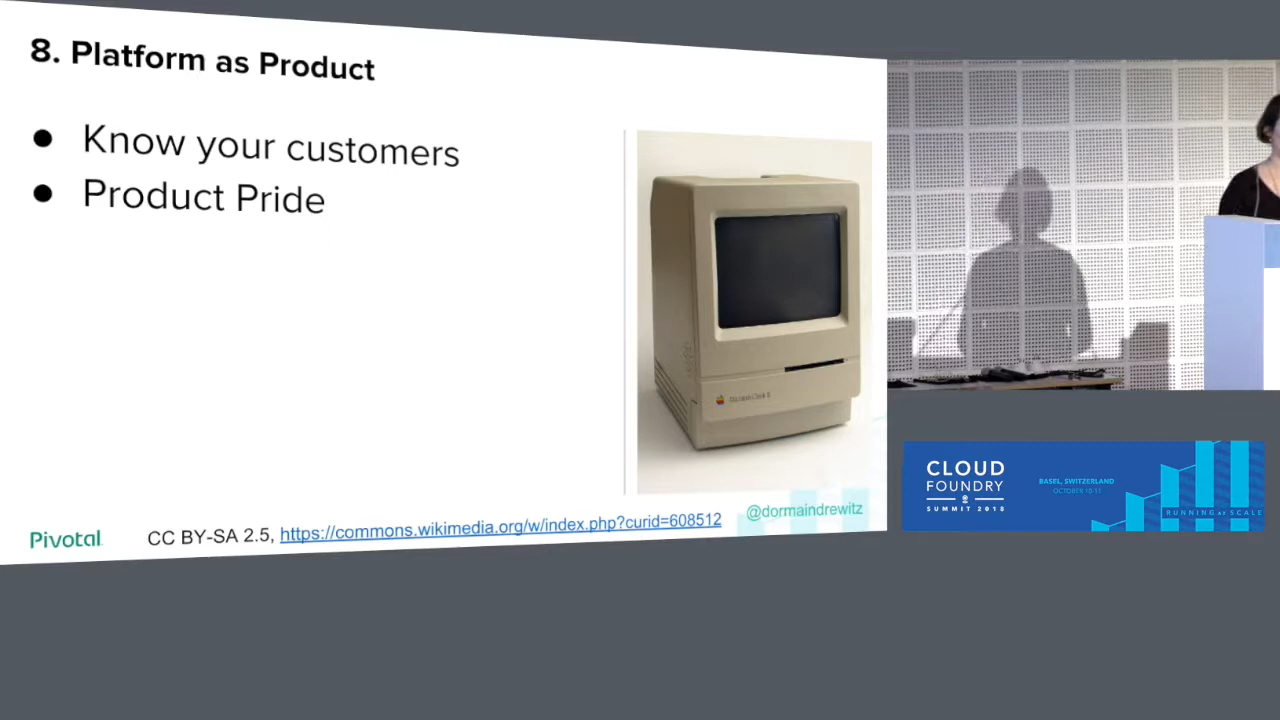 8. Platform as Product
● Know your customers
● Product Pride
@dormaindrewitz
Pivotal
CC BY-SA 2.5, https://commons.wikimedia.org/w/index.php?curid=608512
CLOUD
FOUNDRY
SUMMIT 2018
BASEL, SWITZERLAND
OCTOBER 10-11
RUNNING AT SCALE